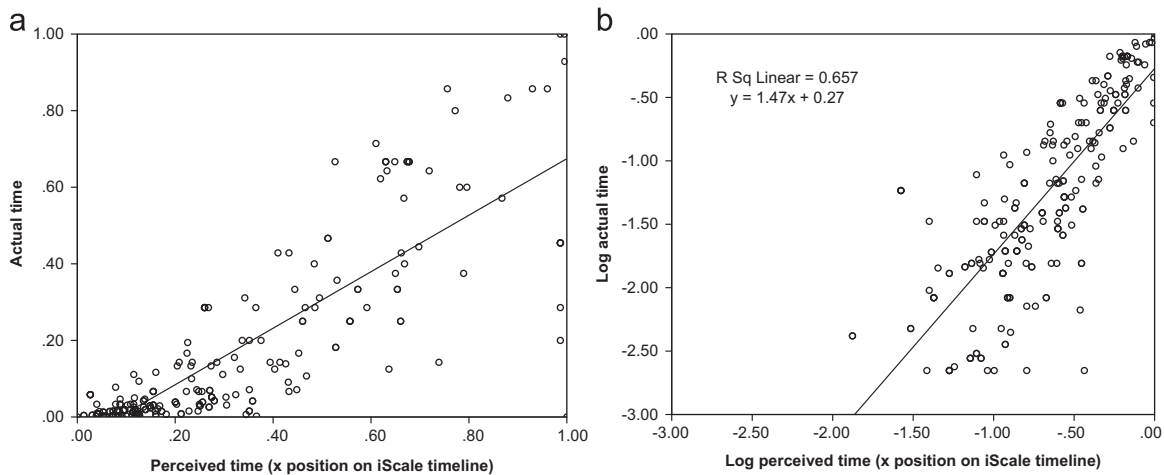 a
1.00
.80
.60
.40
.20
.00
Actual time
.00 .20 .40 .60 .80 1.00
Perceived time (x position on iScale timeline)
b
.00
-.50
-1.00
-1.50
-2.00
-2.50
-3.00
Log actual time
R Sq Linear = 0.657
y = 1.47x + 0.27
-3.00 -2.50 -2.00 -1.50 -1.00 -.50 .00
Log perceived time (x position on iScale timeline)